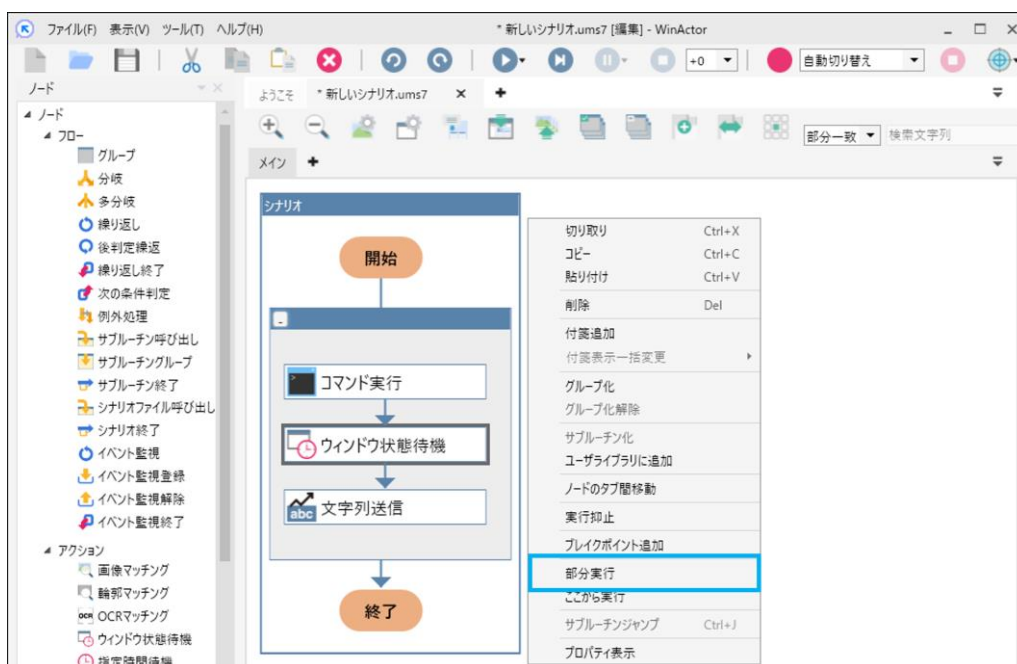 ファイル(F) 表示(V) ツール(T) ヘルプ(H) * 新しいシナリオ.ums7 [編集] - WinActor
+0 自動切り替え
ノード
ようこそ * 新しいシナリオ.ums7
ノード
フロー
グループ
分岐
多分岐
繰り返し
後判定繰返
繰り返し終了
次の条件判定
例外処理
サブルーチン呼び出し
サブルーチングループ
サブルーチン終了
シナリオファイル呼び出し
シナリオ終了
イベント監視
イベント監視登録
イベント監視解除
イベント監視終了
アクション
画像マッチング
輪郭マッチング
OCR OCRマッチング
ウィンドウ状態待機
指定時間待機
部分一致 検索文字列
メイン
シナリオ
開始
コマンド実行
ウィンドウ状態待機
abc 文字列送信
終了
切り取り Ctrl+X
コピー Ctrl+C
貼り付け Ctrl+V
削除 Del
付箋追加
付箋表示一括変更
グループ化
グループ化解除
サブルーチン化
ユーザライブラリに追加
ノードのタブ間移動
実行抑止
ブレイクポイント追加
部分実行
ここから実行
サブルーチンジャンプ Ctrl+J
プロパティ表示